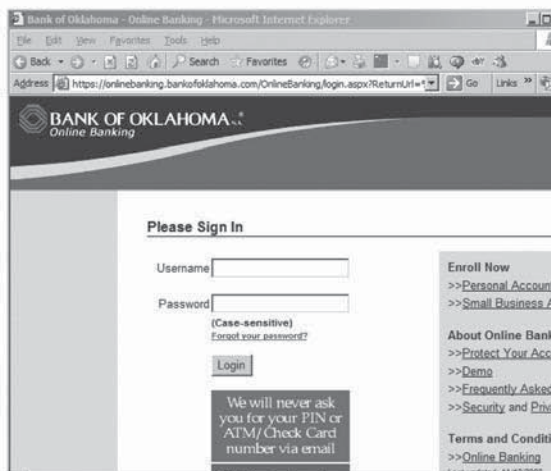 Bank of Oklahoma - Online Banking - Microsoft Internet Explorer
File Edit View Favorites Tools Help
Back Search Favorites
Address https://onlinebanking.bankofoklahoma.com/OnlineBanking/login.aspx?ReturnUrl= Go Links »
BANK OF OKLAHOMA N.A.
Online Banking
Please Sign In
Username
Password
(Case-sensitive)
Forgot your password?
Login
We will never ask
you for your PIN or
ATM/Check Card
number via email
Enroll Now
>>Personal Accoun
>>Small Business A
About Online Bank
>>Protect Your Acc
>>Demo
>>Frequently Asked
>>Security and Priv
Terms and Conditi
>>Online Banking